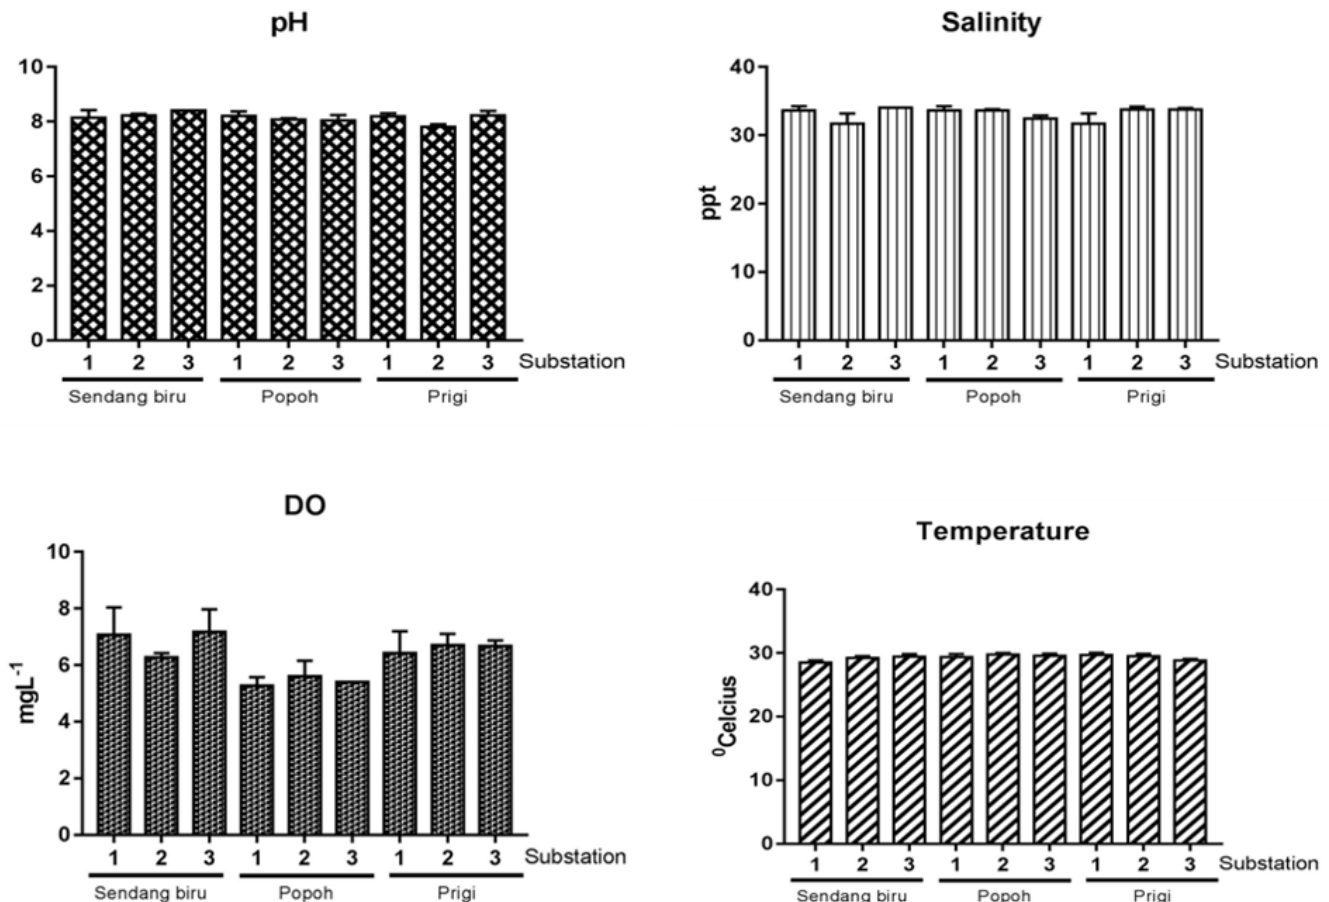 pH
10
8
6
4
2
0
1 2 3 1 2 3 1 2 3 Substation
Sendang biru Popoh Prigi
Salinity
ppt
40
30
20
10
0
1 2 3 1 2 3 1 2 3 Substation
Sendang biru Popoh Prigi
DO
mgL-1
10
8
6
4
2
0
1 2 3 1 2 3 1 2 3 Substation
Sendang biru Popoh Prigi
Temperature
0Celcius
40
30
20
10
0
1 2 3 1 2 3 1 2 3 Substation
Sendang biru Popoh Prigi